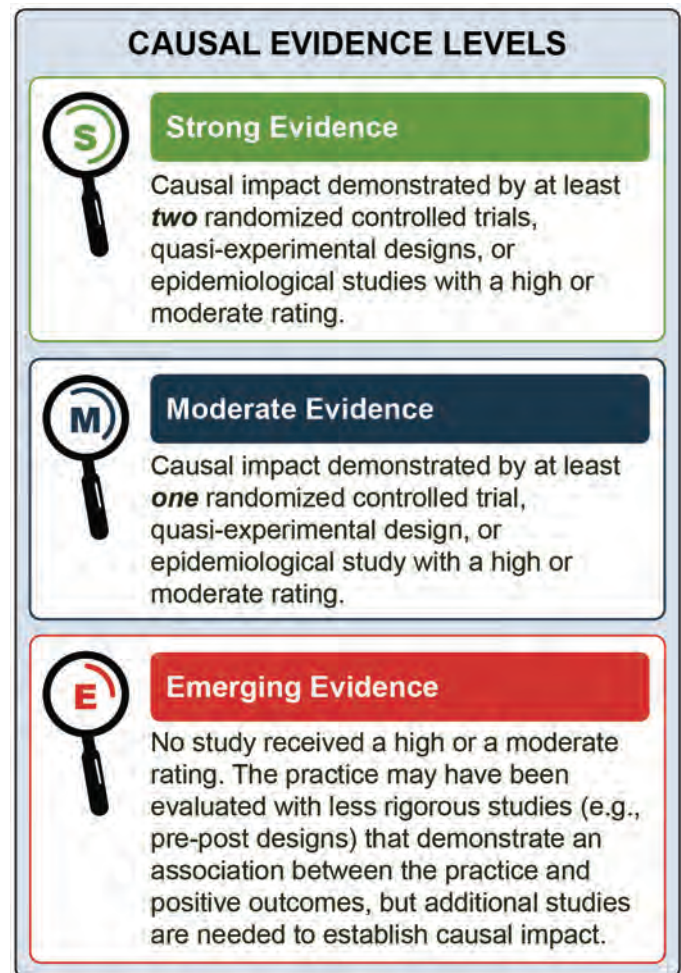 CAUSAL EVIDENCE LEVELS
S
Strong Evidence
Causal impact demonstrated by at least
two randomized controlled trials,
quasi-experimental designs, or
epidemiological studies with a high or
moderate rating.
M
Moderate Evidence
Causal impact demonstrated by at least
one randomized controlled trial,
quasi-experimental design, or
epidemiological study with a high or
moderate rating.
E
Emerging Evidence
No study received a high or a moderate
rating. The practice may have been
evaluated with less rigorous studies (e.g.,
pre-post designs) that demonstrate an
association between the practice and
positive outcomes, but additional studies
are needed to establish causal impact.